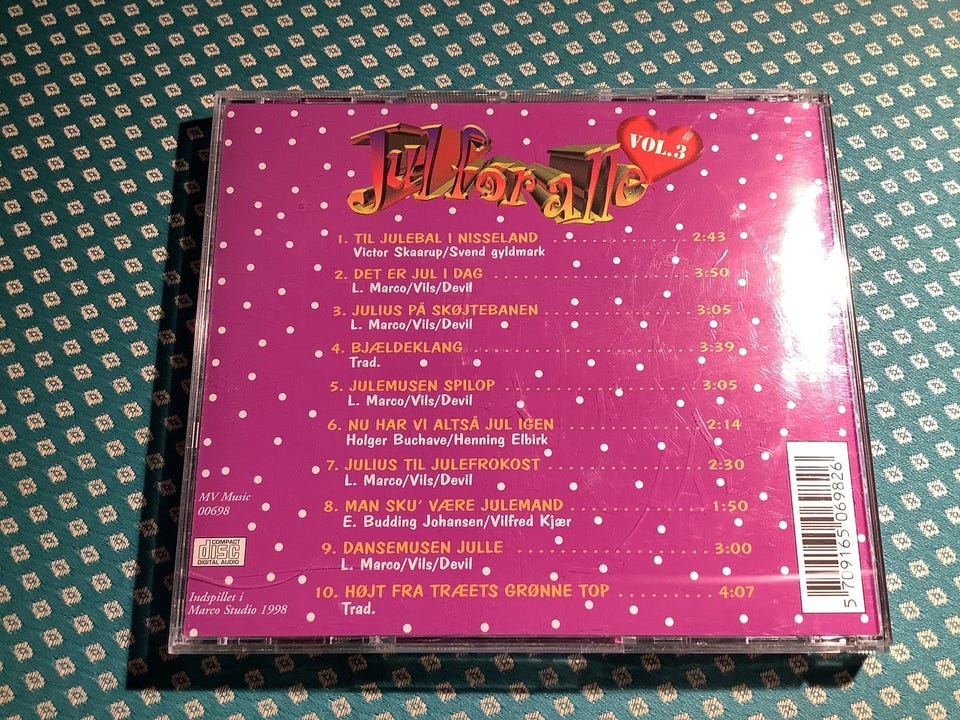 Jul for alle
VOL.3
1. TIL JULEBAL I NISSELAND .................. 2:43
Victor Skaarup/Svend gyldmark
2. DET ER JUL I DAG .......................... 3:50
L. Marco/Vils/Devil
3. JULIUS PÅ SKØJTEBANEN .................... 3:05
L. Marco/Vils/Devil
4. BJÆLDEKLANG .............................. 3:39
Trad.
5. JULEMUSEN SPILOP ......................... 3:05
L. Marco/Vils/Devil
6. NU HAR VI ALTSÅ JUL IGEN ................. 2:14
Holger Buchave/Henning Elbirk
7. JULIUS TIL JULEFROKOST ................... 2:30
L. Marco/Vils/Devil
8. MAN SKU' VÆRE JULEMAND ................... 1:50
E. Budding Johansen/Vilfred Kjær
9. DANSEMUSEN JULLE ......................... 3:00
L. Marco/Vils/Devil
10. HØJT FRA TRÆETS GRØNNE TOP .......... 4:07
Trad.
MV Music
00698
COMPACT
disc
DIGITAL AUDIO
Indspillet i
Marco Studio 1998
5 709165 069826